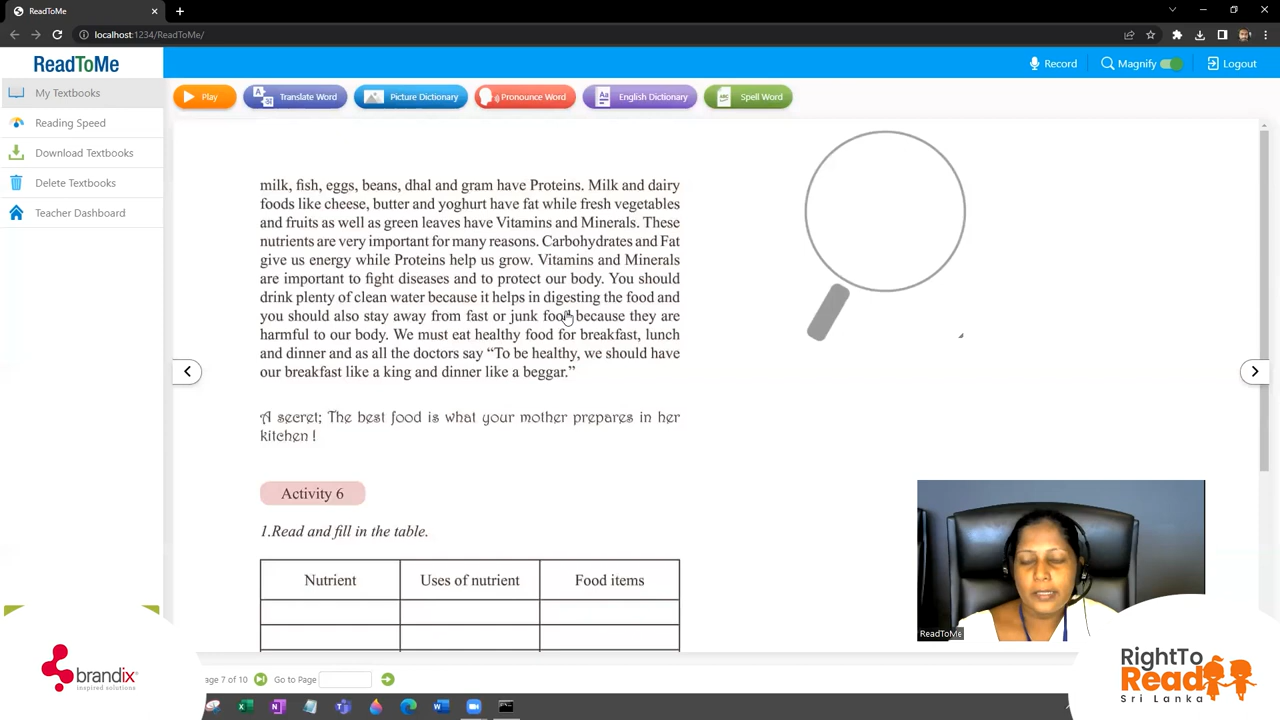 ReadToMe
localhost:1234/ReadToMe/
ReadToMe
Record
Magnify
Logout
My Textbooks
Reading Speed
Download Textbooks
Delete Textbooks
Teacher Dashboard
Play
Translate Word
Picture Dictionary
Pronounce Word
English Dictionary
Spell Word
milk, fish, eggs, beans, dhal and gram have Proteins. Milk and dairy
foods like cheese, butter and yoghurt have fat while fresh vegetables
and fruits as well as green leaves have Vitamins and Minerals. These
nutrients are very important for many reasons. Carbohydrates and Fat
give us energy while Proteins help us grow. Vitamins and Minerals
are important to fight diseases and to protect our body. You should
drink plenty of clean water because it helps in digesting the food and
you should also stay away from fast or junk food because they are
harmful to our body. We must eat healthy food for breakfast, lunch
and dinner and as all the doctors say “To be healthy, we should have
our breakfast like a king and dinner like a beggar.”
A secret; The best food is what your mother prepares in her
kitchen !
Activity 6
1.Read and fill in the table.
Nutrient Uses of nutrient Food items
ReadToMe
age 7 of 10
Go to Page
brandix
inspired solutions
RightTo
Read
Sri Lanka